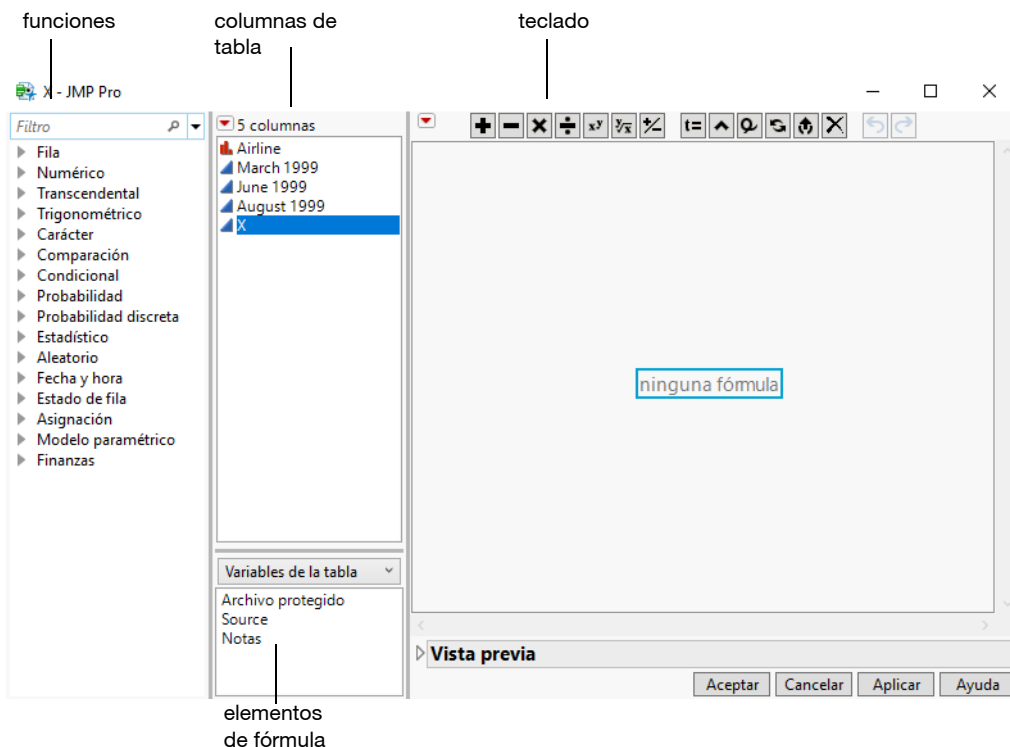 funciones
columnas de
tabla
teclado
X - JMP Pro
Filtro
Fila
Numérico
Transcendental
Trigonométrico
Carácter
Comparación
Condicional
Probabilidad
Probabilidad discreta
Estadístico
Aleatorio
Fecha y hora
Estado de fila
Asignación
Modelo paramétrico
Finanzas
5 columnas
Airline
March 1999
June 1999
August 1999
X
Variables de la tabla
Archivo protegido
Source
Notas
t=
ninguna fórmula
Vista previa
Aceptar Cancelar Aplicar Ayuda
elementos
de fórmula